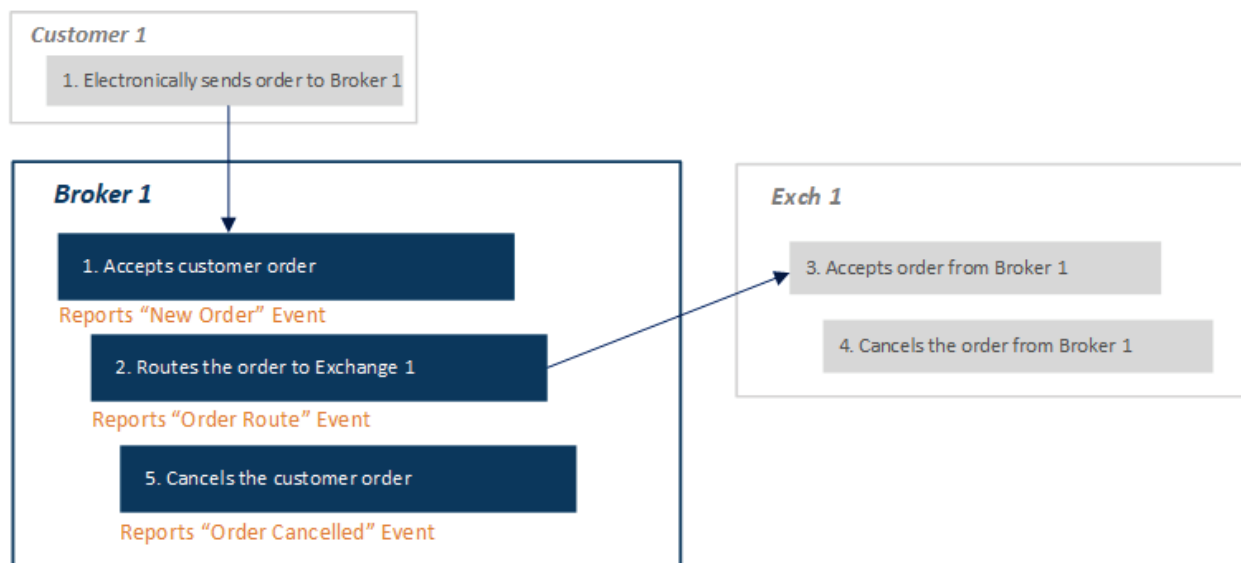 Customer 1
1. Electronically sends order to Broker 1
Broker 1
1. Accepts customer order
Reports “New Order” Event
2. Routes the order to Exchange 1
Reports “Order Route” Event
5. Cancels the customer order
Reports “Order Cancelled” Event
Exch 1
3. Accepts order from Broker 1
4. Cancels the order from Broker 1